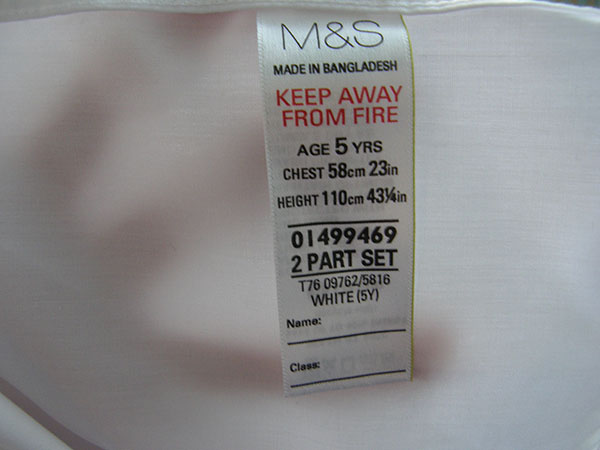 M&S
MADE IN BANGLADESH
KEEP AWAY
FROM FIRE
AGE 5 YRS
CHEST 58cm 23in
HEIGHT 110cm 43¼in
01499469
2 PART SET
T76 09762/5816
WHITE (5Y)
Name:
Class: